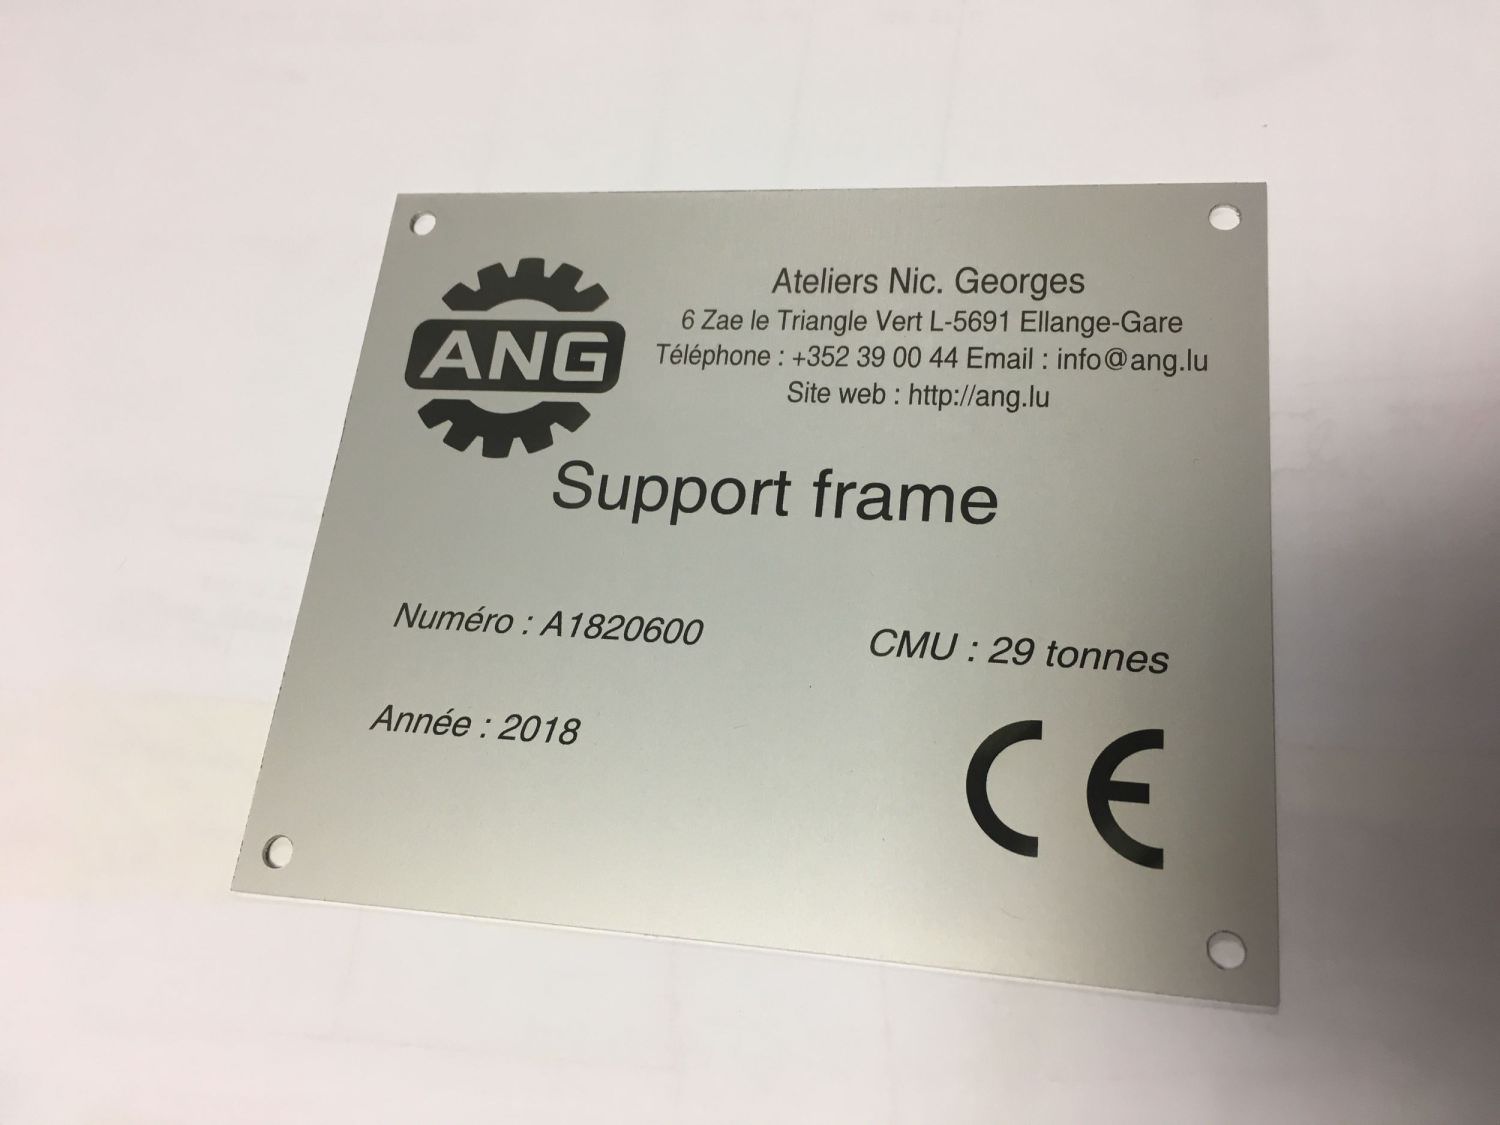 ANG
Ateliers Nic. Georges
6 Zae le Triangle Vert L-5691 Ellange-Gare
Téléphone : +352 39 00 44 Email : info@ang.lu
Site web : http://ang.lu
Support frame
Numéro : A1820600
CMU : 29 tonnes
Année : 2018
CE